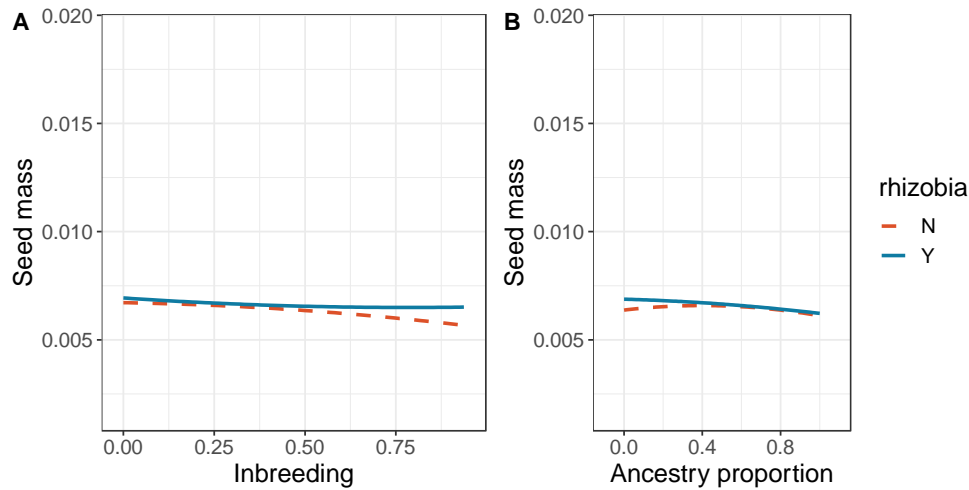 A
Seed mass
0.020
0.015
0.010
0.005
0.00 0.25 0.50 0.75
Inbreeding
B
Seed mass
0.020
0.015
0.010
0.005
0.0 0.4 0.8
Ancestry proportion
rhizobia
N
Y